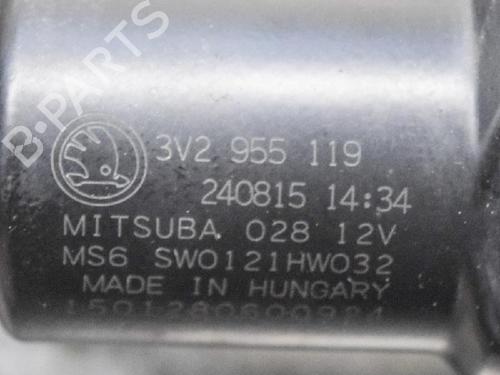 B-PARTS
3V2 955 119
240815 14:34
MITSUBA 028 12V
MS6 SW0121HW032
MADE IN HUNGARY